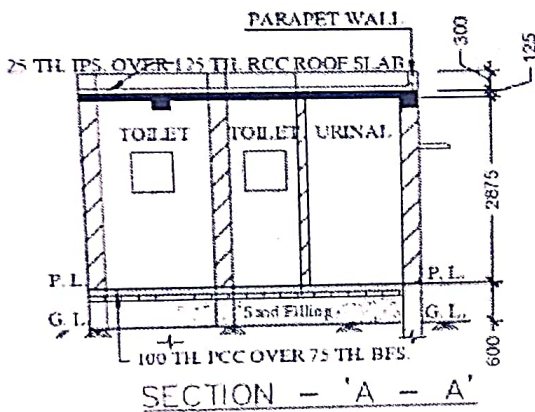 PARAPET WALL
25 TH. IPS. OVER 125 TH. RCC ROOF SLAB
300
125
TOILET
TOILET
URINAL
2875
P. L.
P. L.
G. L.
Sand Filling
G. L.
600
100 TH. PCC OVER 75 TH. BFS.
SECTION - 'A - A'